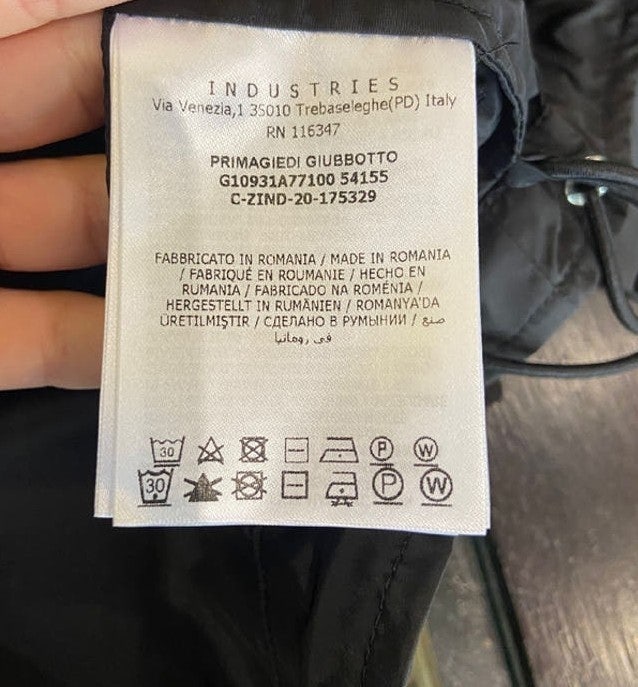 INDUSTRIES
Via Venezia,1 35010 Trebaseleghe(PD) Italy
RN 116347
PRIMAGIEDI GIUBBOTTO
G10931A77100 54155
C-ZIND-20-175329
FABBRICATO IN ROMANIA / MADE IN ROMANIA
/ FABRIQUÉ EN ROUMANIE / HECHO EN
RUMANIA / FABRICADO NA ROMÉNIA /
HERGESTELLT IN RUMÄNIEN / ROMANYA'DA
ÜRETILMIŞTIR / СДЕЛАНО В РУМЫНИИ / صنع
في رومانيا
30 P W
30 P W